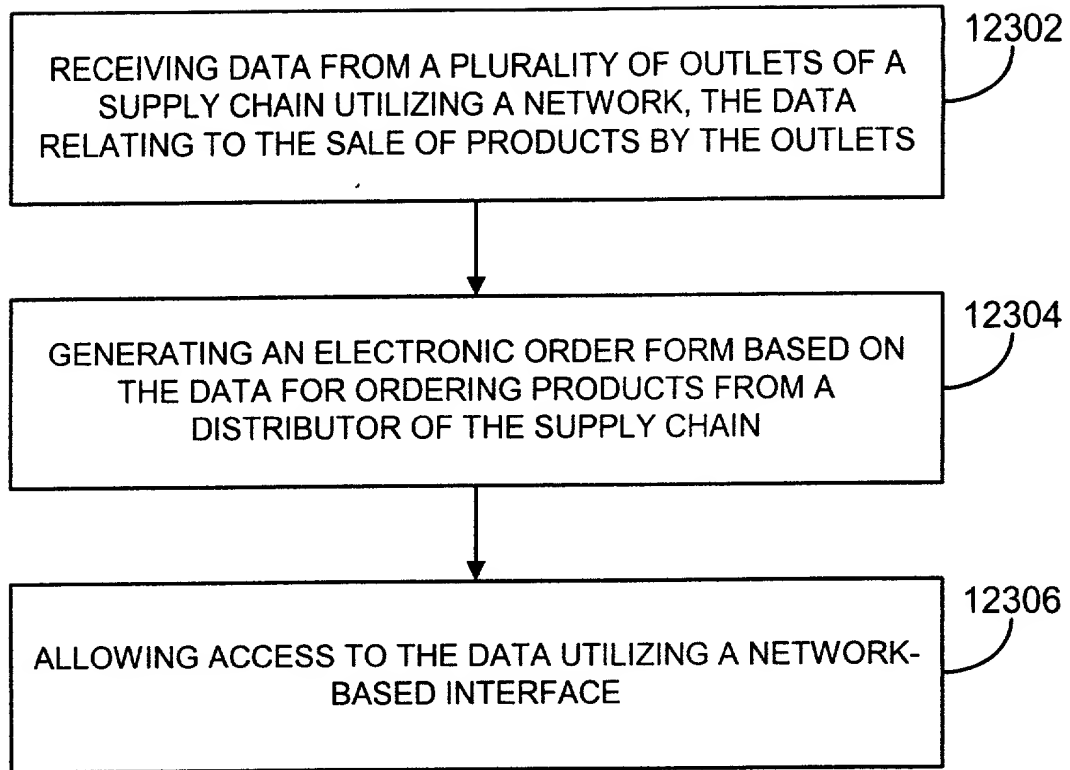 12302
RECEIVING DATA FROM A PLURALITY OF OUTLETS OF A
SUPPLY CHAIN UTILIZING A NETWORK, THE DATA
RELATING TO THE SALE OF PRODUCTS BY THE OUTLETS
12304
GENERATING AN ELECTRONIC ORDER FORM BASED ON
THE DATA FOR ORDERING PRODUCTS FROM A
DISTRIBUTOR OF THE SUPPLY CHAIN
12306
ALLOWING ACCESS TO THE DATA UTILIZING A NETWORK-
BASED INTERFACE